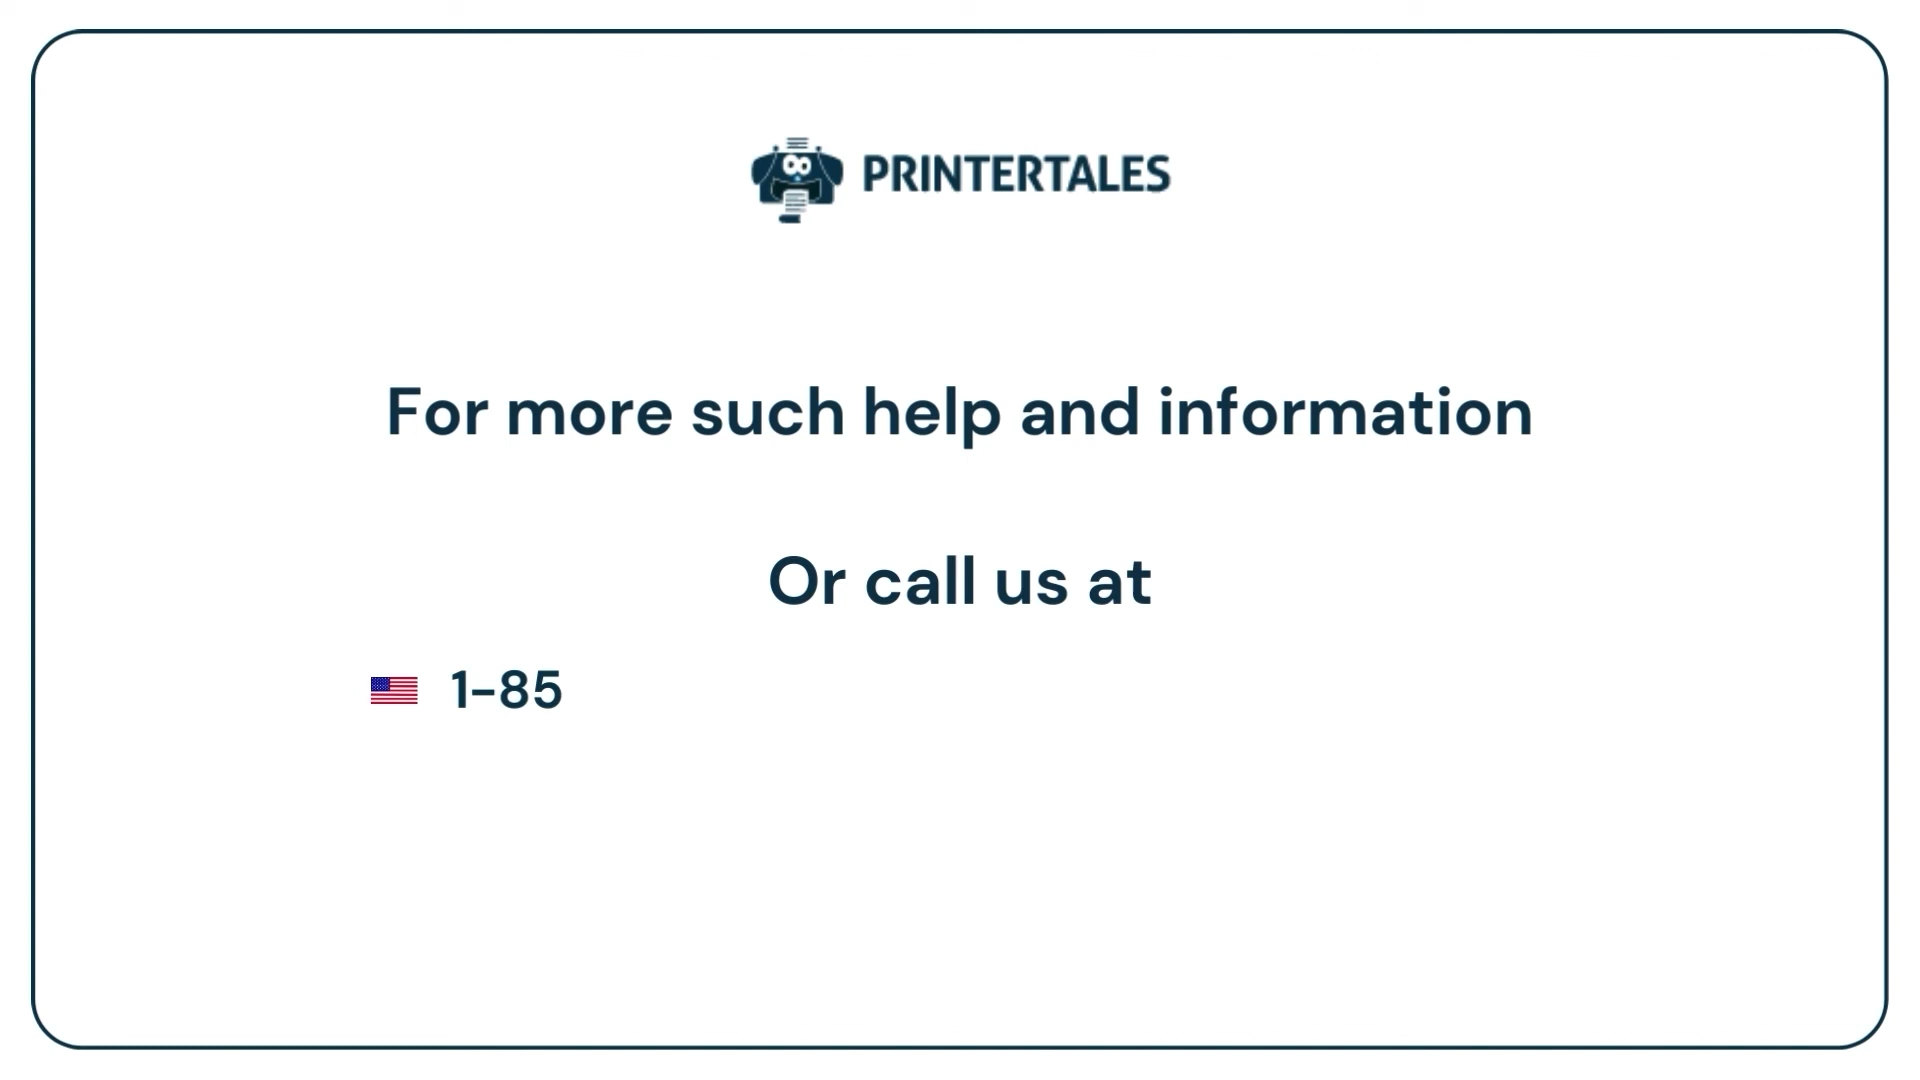 PRINTERTALES
For more such help and information
Or call us at
1-85